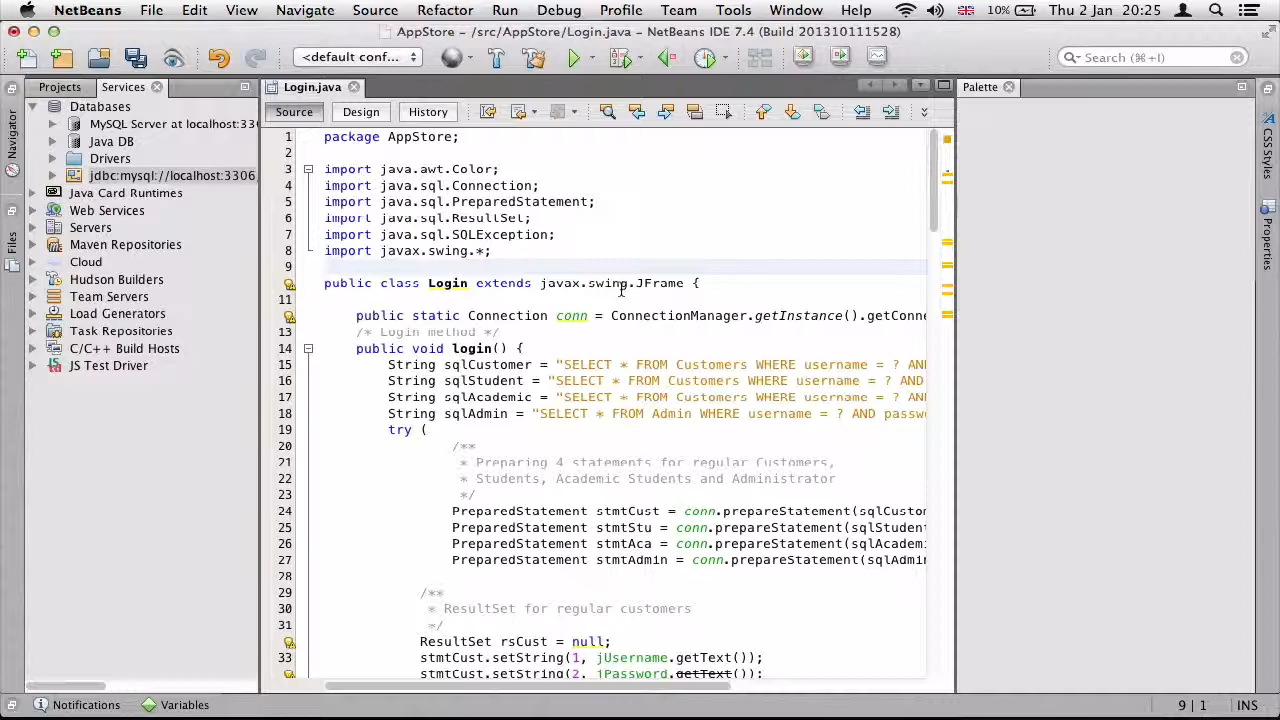 NetBeans File Edit View Navigate Source Refactor Run Debug Profile Team Tools Window Help 10% Thu 2 Jan 20:25
AppStore - /src/AppStore/Login.java - NetBeans IDE 7.4 (Build 201310111528)
<default conf... Search (⌘+I)
Projects Services Login.java Palette
Source Design History
Navigator
Files
CSS Styles
Properties
Databases
MySQL Server at localhost:330
Java DB
Drivers
jdbc:mysql://localhost:3306,
Java Card Runtimes
Web Services
Servers
Maven Repositories
Cloud
Hudson Builders
Team Servers
Load Generators
Task Repositories
C/C++ Build Hosts
JS Test Driver
1 package AppStore;
2
3 import java.awt.Color;
4 import java.sql.Connection;
5 import java.sql.PreparedStatement;
6 import java.sql.ResultSet;
7 import java.sql.SQLException;
8 import javax.swing.*;
9
public class Login extends javax.swing.JFrame {
11
public static Connection conn = ConnectionManager.getInstance().getConne
13 /* Login method */
14 public void login() {
15 String sqlCustomer = "SELECT * FROM Customers WHERE username = ? AN
16 String sqlStudent = "SELECT * FROM Customers WHERE username = ? AND
17 String sqlAcademic = "SELECT * FROM Customers WHERE username = ? AN
18 String sqlAdmin = "SELECT * FROM Admin WHERE username = ? AND passw
19 try (
20 /**
21 * Preparing 4 statements for regular Customers,
22 * Students, Academic Students and Administrator
23 */
24 PreparedStatement stmtCust = conn.prepareStatement(sqlCuston
25 PreparedStatement stmtStu = conn.prepareStatement(sqlStudent
26 PreparedStatement stmtAca = conn.prepareStatement(sqlAcademi
27 PreparedStatement stmtAdmin = conn.prepareStatement(sqlAdmin
28
29 /**
30 * ResultSet for regular customers
31 */
ResultSet rsCust = null;
33 stmtCust.setString(1, jUsername.getText());
stmtCust.setString(2, jPassword.getText());
Notifications Variables 9 | 1 INS